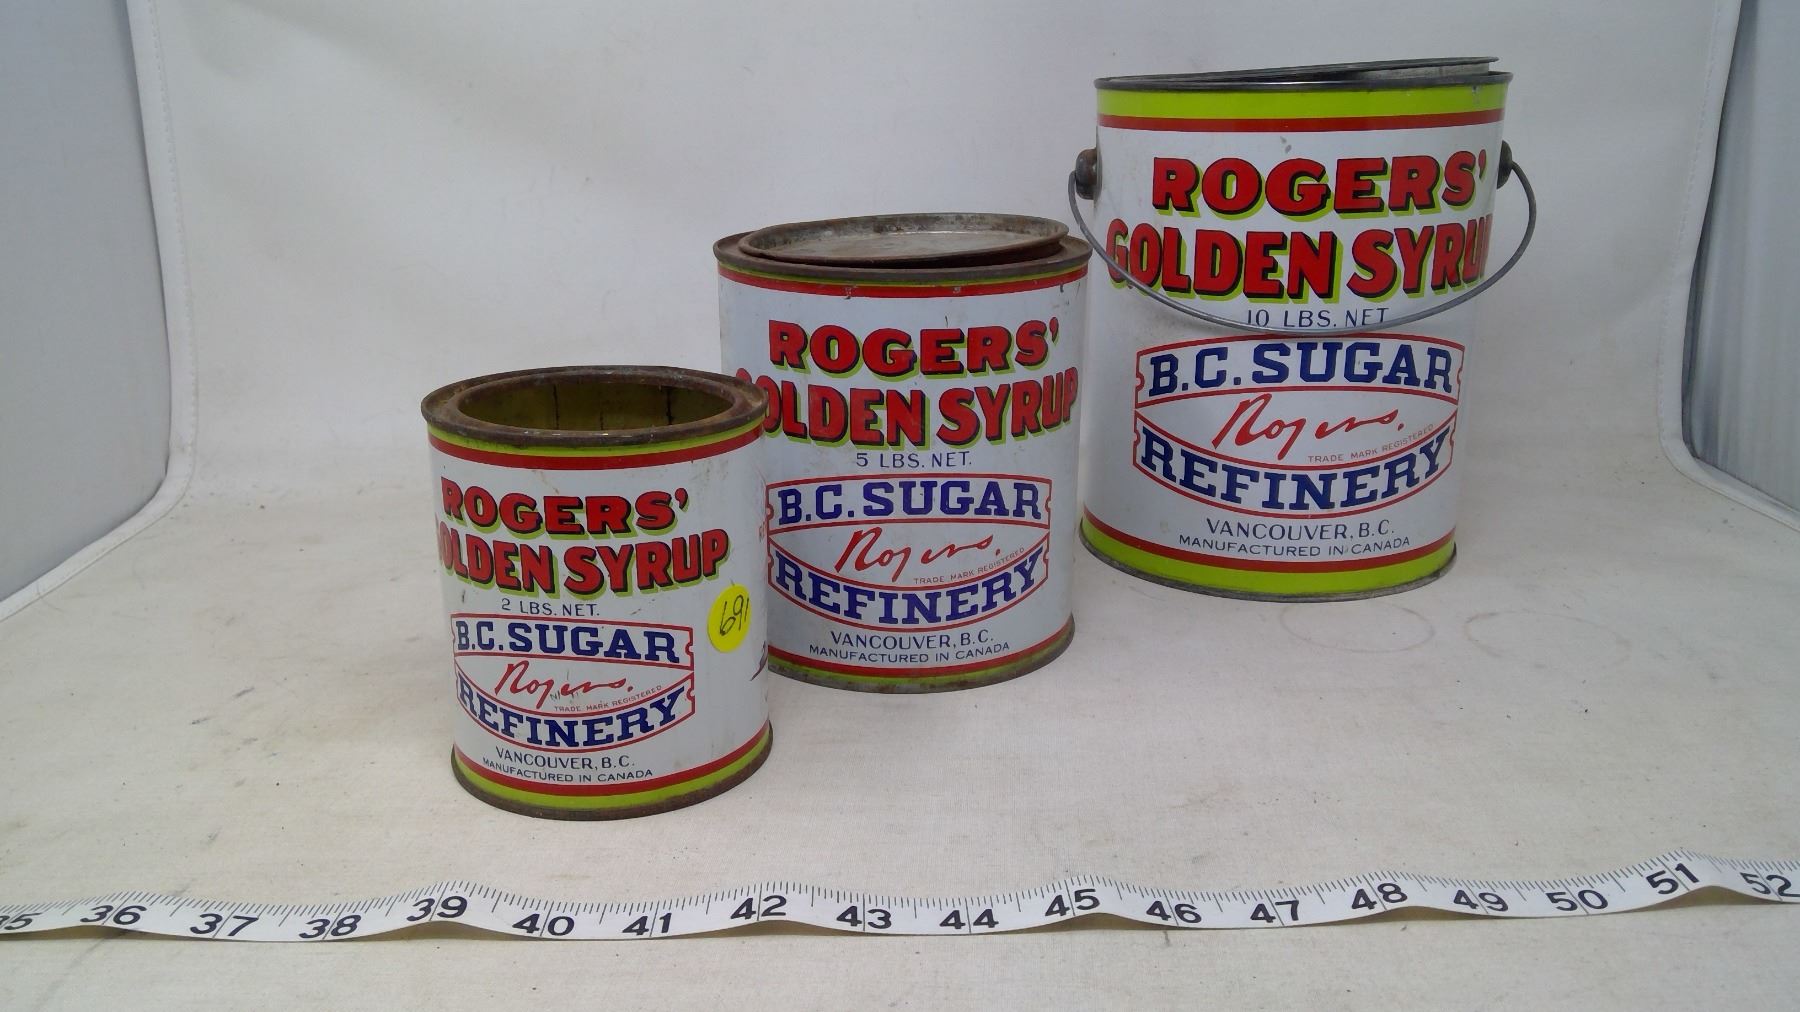 ROGERS'
GOLDEN SYRUP
2 LBS. NET.
B.C. SUGAR
Rogers.
TRADE MARK REGISTERED
REFINERY
VANCOUVER, B.C.
MANUFACTURED IN CANADA
691
ROGERS'
GOLDEN SYRUP
5 LBS. NET.
B.C. SUGAR
Rogers.
TRADE MARK REGISTERED
REFINERY
VANCOUVER, B.C.
MANUFACTURED IN CANADA
ROGERS'
GOLDEN SYRUP
10 LBS. NET
B.C. SUGAR
Rogers.
TRADE MARK REGISTERED
REFINERY
VANCOUVER, B.C.
MANUFACTURED IN CANADA
35 36 37 38 39 40 41 42 43 44 45 46 47 48 49 50 51 52